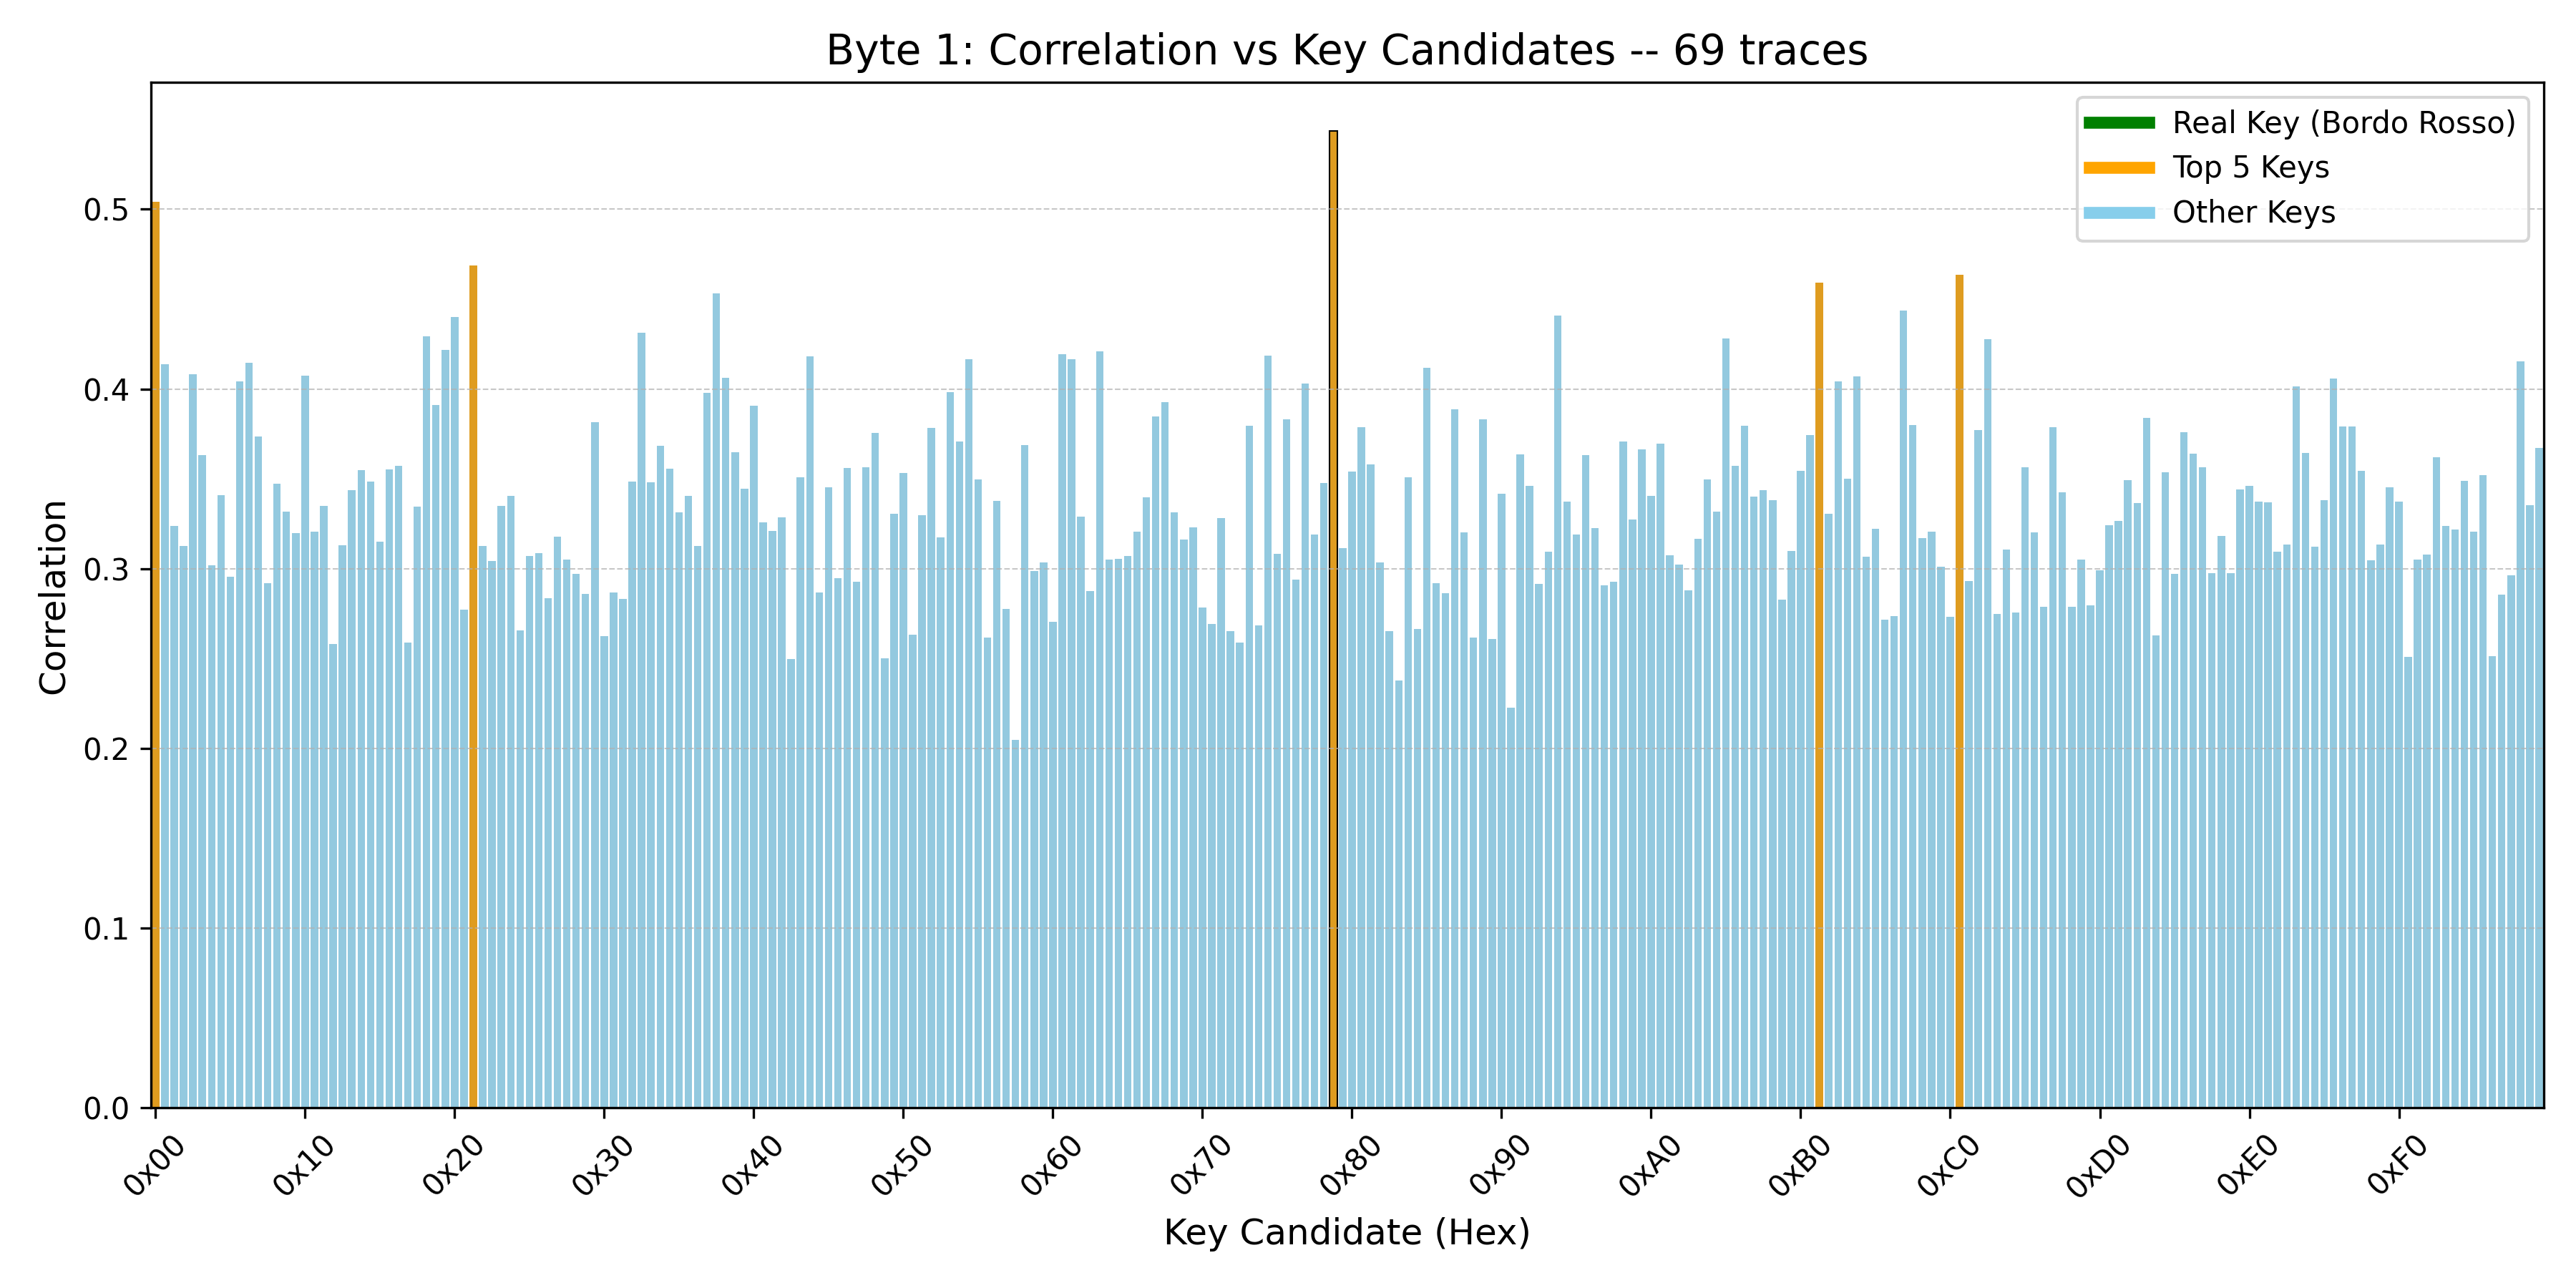 Byte 1: Correlation vs Key Candidates -- 69 traces
Real Key (Bordo Rosso)
Top 5 Keys
Other Keys
Correlation
0.5
0.4
0.3
0.2
0.1
0.0
0x00 0x10 0x20 0x30 0x40 0x50 0x60 0x70 0x80 0x90 0xA0 0xB0 0xC0 0xD0 0xE0 0xF0
Key Candidate (Hex)